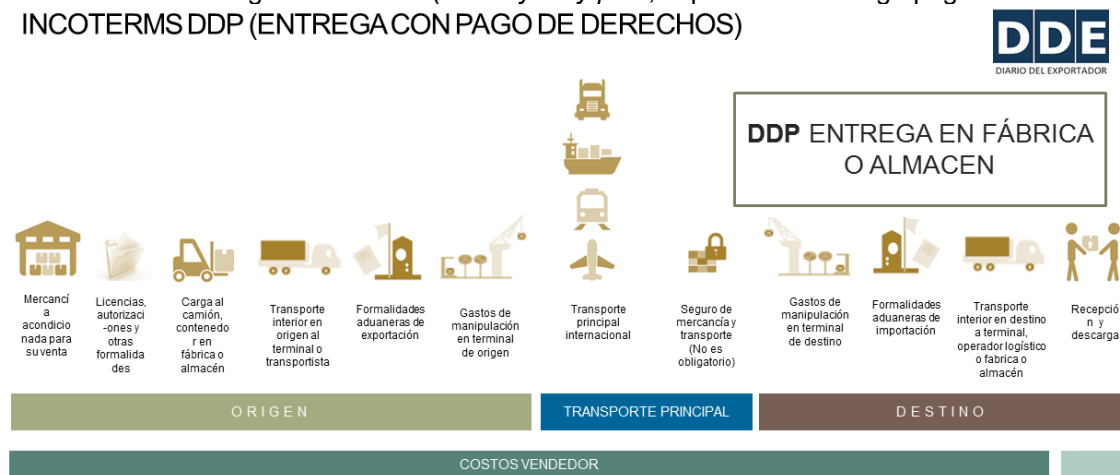 INCOTERMS DDP (ENTREGA CON PAGO DE DERECHOS)
DDE
DIARIO DEL EXPORTADOR
DDP ENTREGA EN FÁBRICA
O ALMACEN
Mercancí
a
acondicio
nada para
su venta
Licencias,
autorizaci
-ones y
otras
formalida
des
Carga al
camión,
contenedo
r en
fábrica o
almacén
Transporte
interior en
origen al
terminal o
transportista
Formalidades
aduaneras de
exportación
Gastos de
manipulación
en terminal
de origen
Transporte
principal
internacional
Seguro de
mercancía y
transporte
(No es
obligatorio)
Gastos de
manipulación
en terminal
de destino
Formalidades
aduaneras de
importación
Transporte
interior en destino
a terminal,
operador logístico
o fabrica o
almacén
Recepció
n y
descarga
ORIGEN
TRANSPORTE PRINCIPAL
DESTINO
COSTOS VENDEDOR